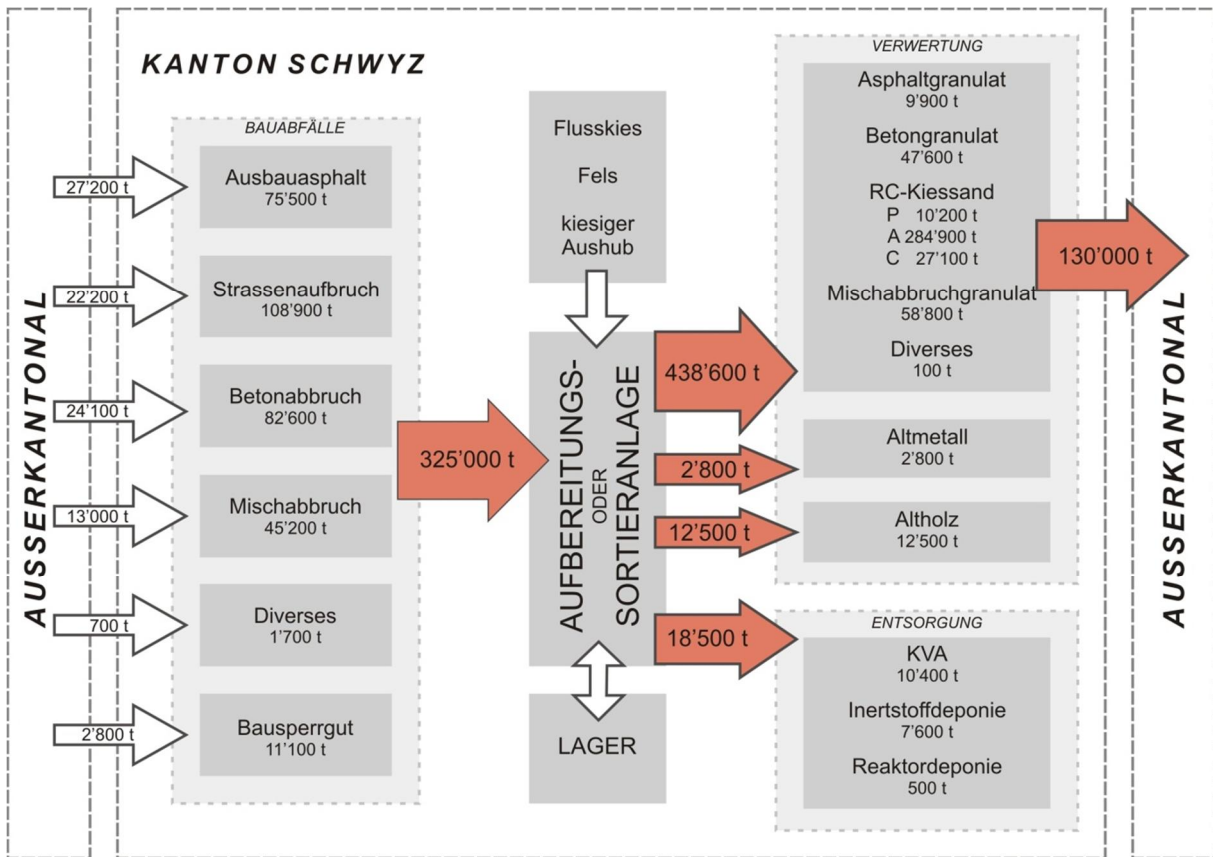 AUSSERKANTONAL
27’200 t
22’200 t
24’100 t
13’000 t
700 t
2’800 t
KANTON SCHWYZ
BAUABFÄLLE
Ausbauasphalt
75’500 t
Strassenaufbruch
108’900 t
Betonabbruch
82’600 t
Mischabbruch
45’200 t
Diverses
1’700 t
Bausperrgut
11’100 t
325’000 t
Flusskies
Fels
kiesiger
Aushub
AUFBEREITUNGS-
ODER
SORTIERANLAGE
LAGER
438’600 t
2’800 t
12’500 t
18’500 t
VERWERTUNG
Asphaltgranulat
9’900 t
Betongranulat
47’600 t
RC-Kiessand
P 10’200 t
A 284’900 t
C 27’100 t
Mischabbruchgranulat
58’800 t
Diverses
100 t
Altmetall
2’800 t
Altholz
12’500 t
ENTSORGUNG
KVA
10’400 t
Inertstoffdeponie
7’600 t
Reaktordeponie
500 t
130’000 t
AUSSERKANTONAL